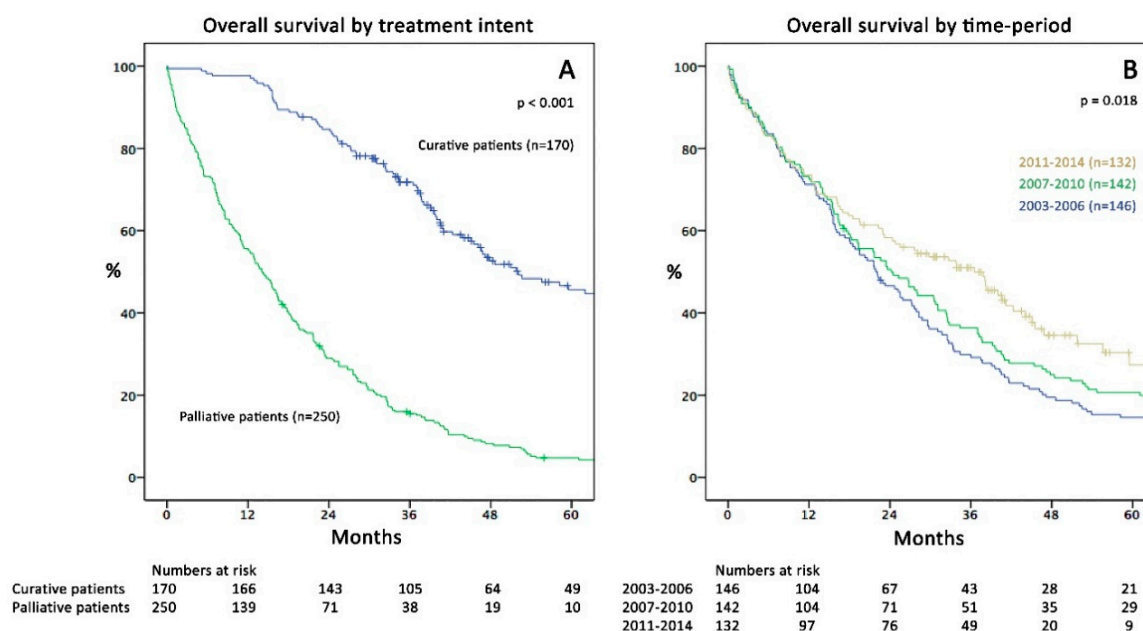 Overall survival by treatment intent
A
p < 0.001
Curative patients (n=170)
Palliative patients (n=250)
100
80
60
40
20
0
%
0 12 24 36 48 60
Months
Numbers at risk
Curative patients 170 166 143 105 64 49
Palliative patients 250 139 71 38 19 10
Overall survival by time-period
B
p = 0.018
2011-2014 (n=132)
2007-2010 (n=142)
2003-2006 (n=146)
100
80
60
40
20
0
%
0 12 24 36 48 60
Months
Numbers at risk
2003-2006 146 104 67 43 28 21
2007-2010 142 104 71 51 35 29
2011-2014 132 97 76 49 20 9